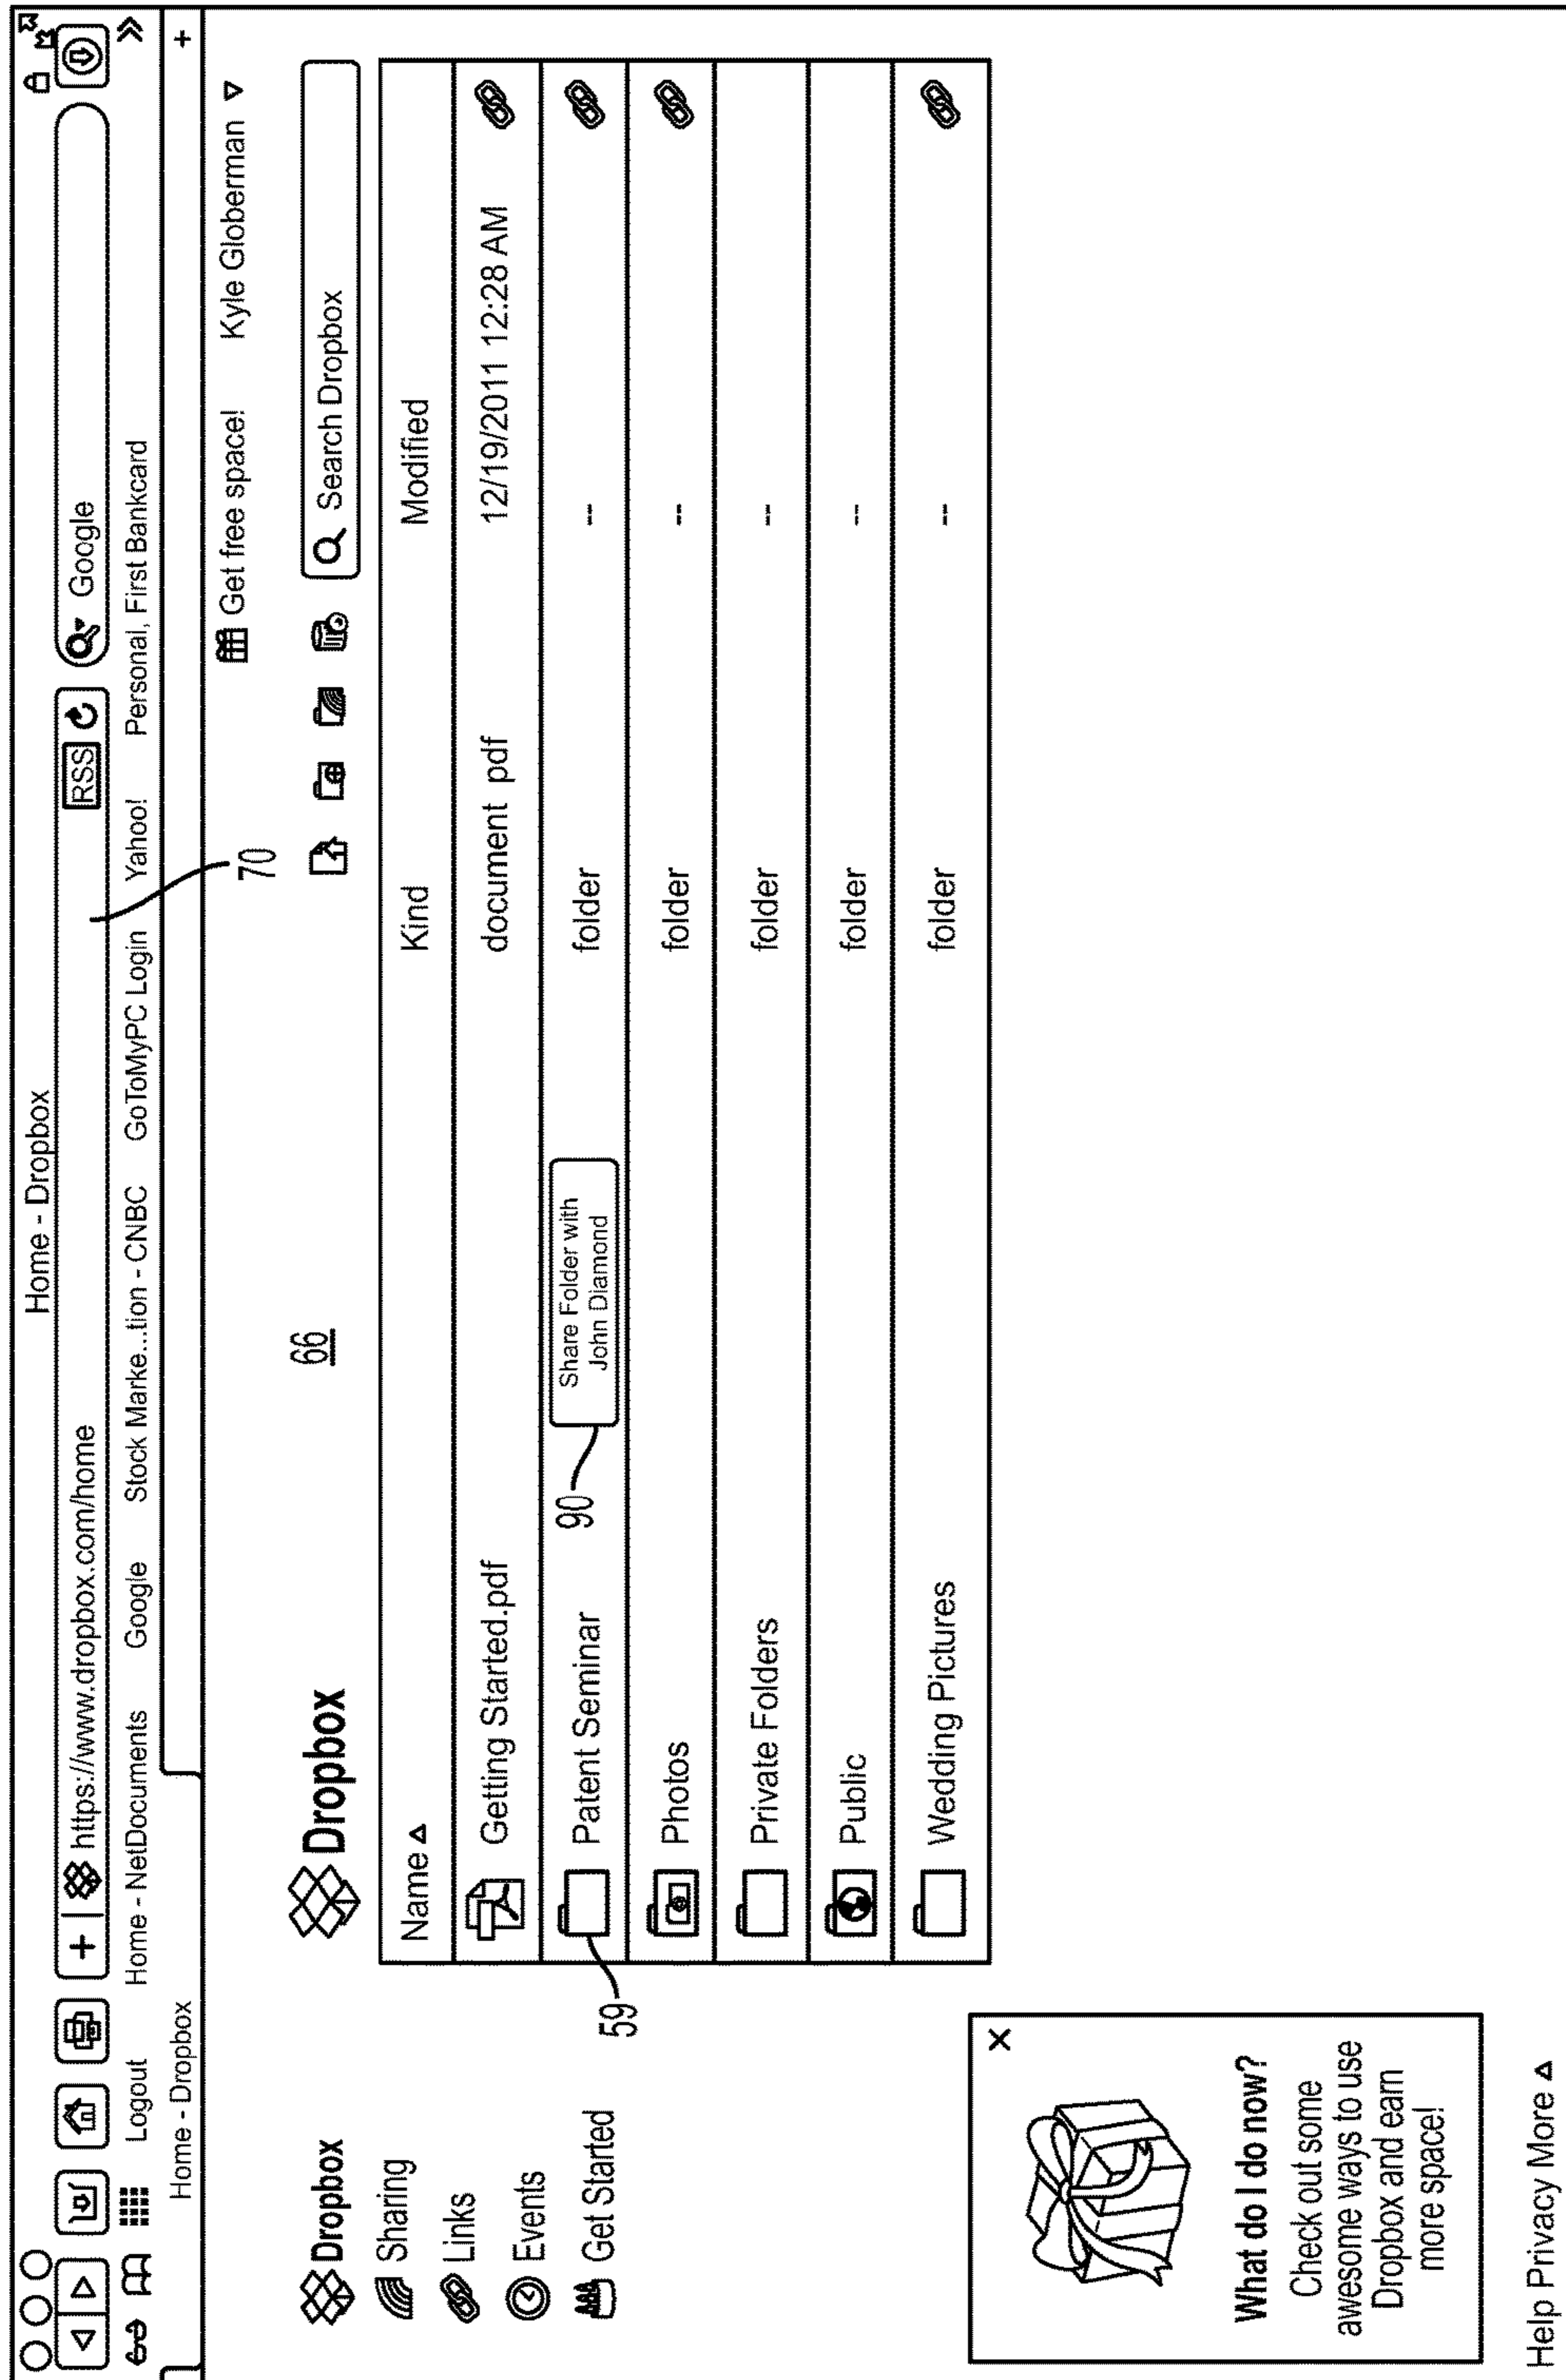 Home - Dropbox
+ https://www.dropbox.com/home RSS Google
Logout Home - NetDocuments Google Stock Marke...tion - CNBC GoToMyPC Login Yahoo! Personal, First Bankcard »
Home - Dropbox +
70
Get free space! Kyle Globerman
66
Dropbox
Sharing
Links
Events
Get Started
Dropbox Search Dropbox
Name Kind Modified
Getting Started.pdf document pdf 12/19/2011 12:28 AM
Patent Seminar folder --
90
Share Folder with
John Diamond
59
Photos folder --
Private Folders folder --
Public folder --
Wedding Pictures folder --
X
What do I do now?
Check out some
awesome ways to use
Dropbox and earn
more space!
Help Privacy More